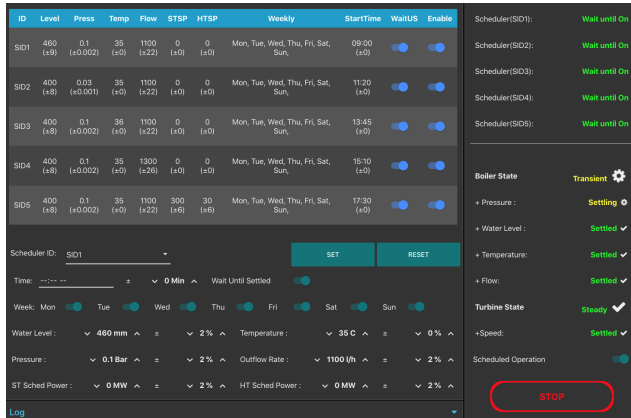 ID Level Press Temp Flow STSP HTSP Weekly StartTime WaitUS Enable
SID1 460 (±9) 0.1 (±0.002) 35 (±0) 1100 (±22) 0 (±0) 0 (±0) Mon, Tue, Wed, Thu, Fri, Sat, Sun, 09:00 (±0)
SID2 400 (±8) 0.03 (±0.001) 35 (±0) 1100 (±22) 0 (±0) 0 (±0) Mon, Tue, Wed, Thu, Fri, Sat, Sun, 11:20 (±0)
SID3 400 (±8) 0.1 (±0.002) 36 (±0) 1100 (±22) 0 (±0) 0 (±0) Mon, Tue, Wed, Thu, Fri, Sat, Sun, 13:45 (±0)
SID4 400 (±8) 0.1 (±0.002) 35 (±0) 1300 (±26) 0 (±0) 0 (±0) Mon, Tue, Wed, Thu, Fri, Sat, Sun, 15:10 (±0)
SID5 400 (±8) 0.1 (±0.002) 35 (±0) 1100 (±22) 300 (±6) 30 (±6) Mon, Tue, Wed, Thu, Fri, Sat, Sun, 17:30 (±0)
Scheduler ID: SID1 SET RESET
Time: --:-- -- ± 0 Min Wait Until Settled
Week: Mon Tue Wed Thu Fri Sat Sun
Water Level : 460 mm ± 2 % Temperature : 35 C ± 0 %
Pressure : 0.1 Bar ± 2 % Outflow Rate : 1100 l/h ± 2 %
ST Sched Power : 0 MW ± 2 % HT Sched Power : 0 MW ± 2 %
Log
Scheduler(SID1): Wait until On
Scheduler(SID2): Wait until On
Scheduler(SID3): Wait until On
Scheduler(SID4): Wait until On
Scheduler(SID5): Wait until On
Boiler State Transient
+ Pressure : Settling
+ Water Level : Settled
+ Temperature: Settled
+ Flow: Settled
Turbine State Steady
+Speed: Settled
Scheduled Operation
STOP